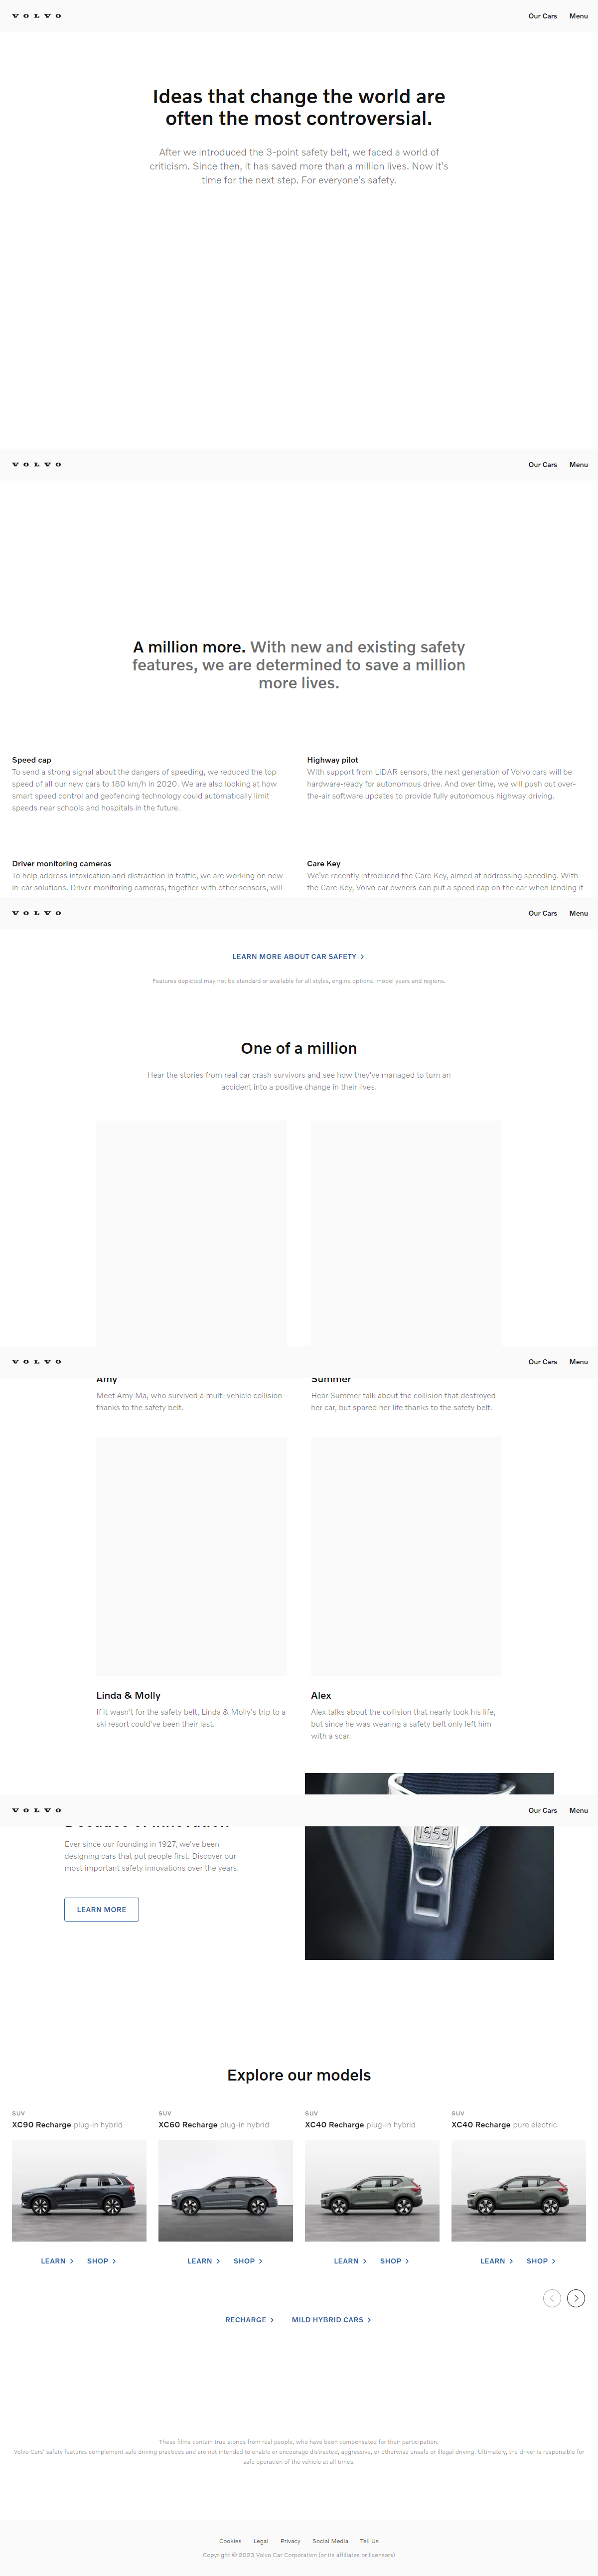 VOLVO
Our Cars
Menu
Ideas that change the world are
often the most controversial.
After we introduced the 3-point safety belt, we faced a world of
criticism. Since then, it has saved more than a million lives. Now it's
time for the next step. For everyone's safety.
VOLVO
Our Cars
Menu
A million more. With new and existing safety
features, we are determined to save a million
more lives.
Speed cap
To send a strong signal about the dangers of speeding, we reduced the top
speed of all our new cars to 180 km/h in 2020. We are also looking at how
smart speed control and geofencing technology could automatically limit
speeds near schools and hospitals in the future.
Highway pilot
With support from LiDAR sensors, the next generation of Volvo cars will be
hardware-ready for autonomous drive. And over time, we will push out over-
the-air software updates to provide fully autonomous highway driving.
Driver monitoring cameras
To help address intoxication and distraction in traffic, we are working on new
in-car solutions. Driver monitoring cameras, together with other sensors, will
Care Key
We've recently introduced the Care Key, aimed at addressing speeding. With
the Care Key, Volvo car owners can put a speed cap on the car when lending it
VOLVO
Our Cars
Menu
LEARN MORE ABOUT CAR SAFETY
Features depicted may not be standard or available for all styles, engine options, model years and regions.
One of a million
Hear the stories from real car crash survivors and see how they've managed to turn an
accident into a positive change in their lives.
VOLVO
Our Cars
Menu
Amy
Meet Amy Ma, who survived a multi-vehicle collision
thanks to the safety belt.
Summer
Hear Summer talk about the collision that destroyed
her car, but spared her life thanks to the safety belt.
Linda & Molly
If it wasn't for the safety belt, Linda & Molly's trip to a
ski resort could've been their last.
Alex
Alex talks about the collision that nearly took his life,
but since he was wearing a safety belt only left him
with a scar.
VOLVO
Our Cars
Menu
Ever since our founding in 1927, we've been
designing cars that put people first. Discover our
most important safety innovations over the years.
LEARN MORE
1959
Explore our models
SUV
XC90 Recharge plug-in hybrid
LEARN
SHOP
SUV
XC60 Recharge plug-in hybrid
LEARN
SHOP
SUV
XC40 Recharge plug-in hybrid
LEARN
SHOP
SUV
XC40 Recharge pure electric
LEARN
SHOP
RECHARGE
MILD HYBRID CARS
These films contain true stories from real people, who have been compensated for their participation.
Volvo Cars' safety features complement safe driving practices and are not intended to enable or encourage distracted, aggressive, or otherwise unsafe or illegal driving. Ultimately, the driver is responsible for
safe operation of the vehicle at all times.
Cookies
Legal
Privacy
Social Media
Tell Us
Copyright © 2023 Volvo Car Corporation (or its affiliates or licensors)